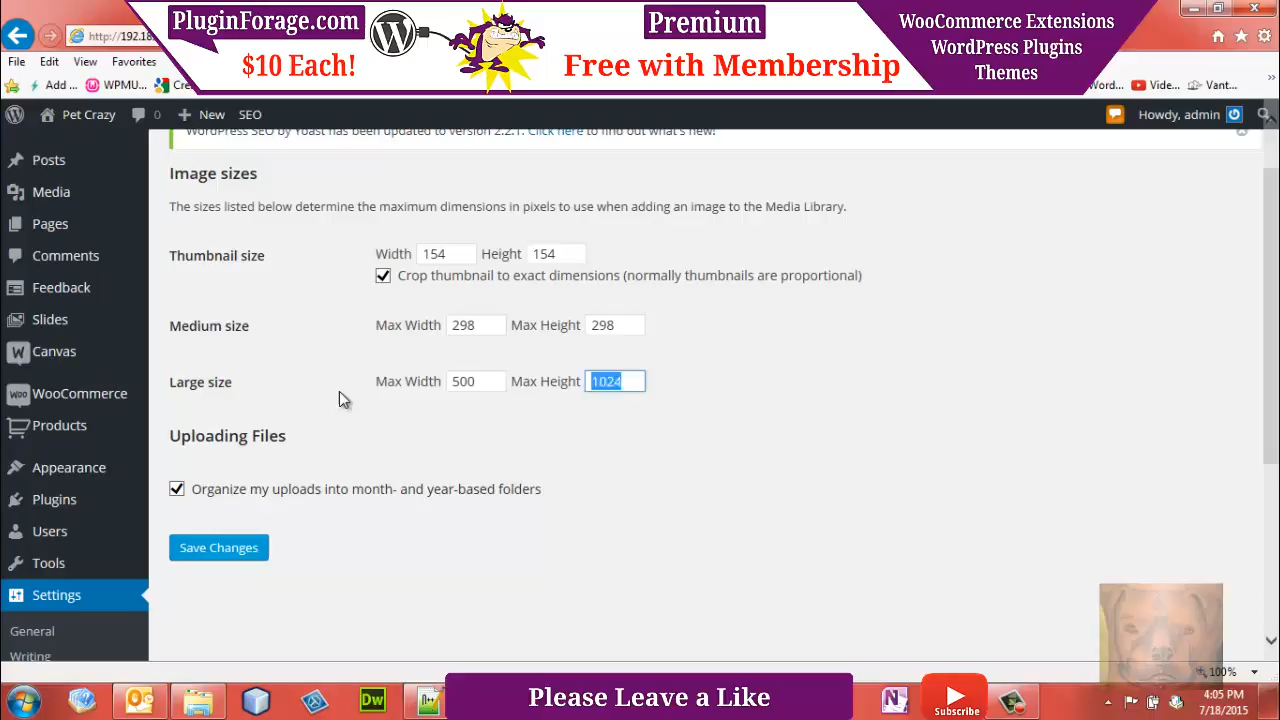 PluginForage.com
$10 Each!
Premium
Free with Membership
WooCommerce Extensions
WordPress Plugins
Themes
http://192.18
File Edit View Favorites
Add ... WPMU... Cre
Word... Vide... Vant...
Pet Crazy 0 New SEO
Howdy, admin
WordPress SEO by Yoast has been updated to version 2.2.1. Click here to find out what's new!
Posts
Media
Pages
Comments
Feedback
Slides
Canvas
WooCommerce
Products
Appearance
Plugins
Users
Tools
Settings
General
Writing
Image sizes
The sizes listed below determine the maximum dimensions in pixels to use when adding an image to the Media Library.
Thumbnail size
Width 154 Height 154
Crop thumbnail to exact dimensions (normally thumbnails are proportional)
Medium size
Max Width 298 Max Height 298
Large size
Max Width 500 Max Height 1024
Uploading Files
Organize my uploads into month- and year-based folders
Save Changes
100%
Dw
N++
Please Leave a Like
Subscribe
4:05 PM
7/18/2015